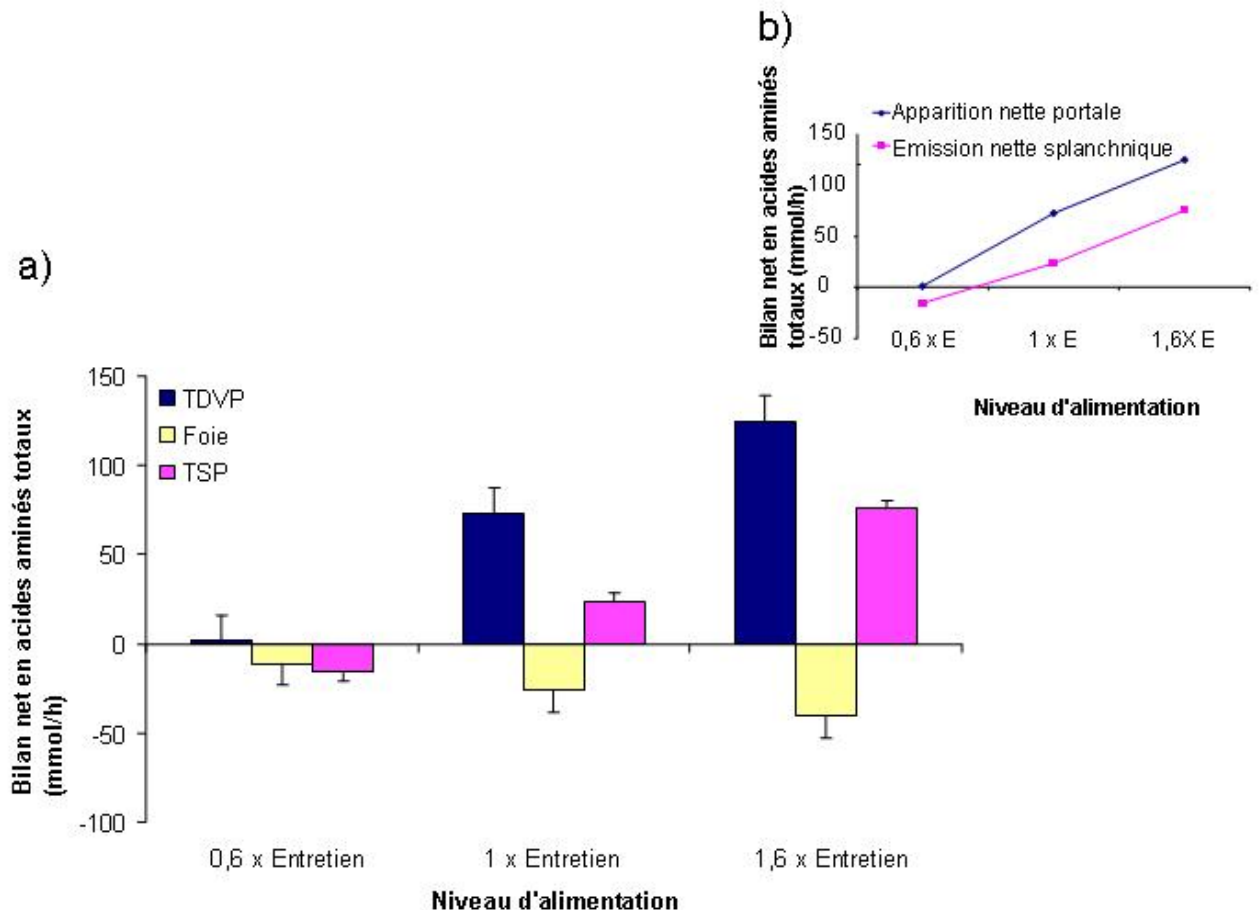 b)
Bilan net en acides aminés
totaux (mmol/h)
Apparition nette portale
Emission nette splanchnique
150
100
50
0
-50
0,6 x E
1 x E
1,6X E
Niveau d'alimentation
a)
Bilan net en acides aminés totaux
(mmol/h)
TDVP
Foie
TSP
150
100
50
0
-50
-100
0,6 x Entretien
1 x Entretien
1,6 x Entretien
Niveau d'alimentation